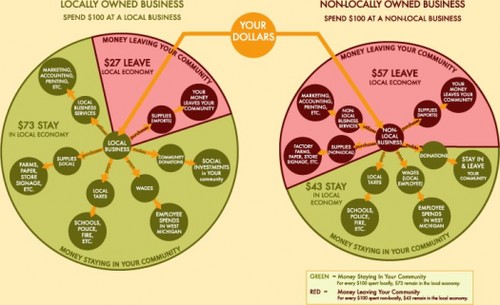 LOCALLY OWNED BUSINESS
SPEND $100 AT A LOCAL BUSINESS
YOUR
DOLLARS
NON-LOCALLY OWNED BUSINESS
SPEND $100 AT A NON-LOCAL BUSINESS
MONEY LEAVING YOUR COMMUNITY
$27 LEAVE
LOCAL ECONOMY
MARKETING,
ACCOUNTING,
PRINTING,
ETC.
YOUR
MONEY
LEAVES YOUR
COMMUNITY
LOCAL
BUSINESS
SERVICES
SUPPLIES
(IMPORTS)
$73 STAY
IN LOCAL ECONOMY
LOCAL
BUSINESS
FARMS,
PAPER,
STORE
SIGNAGE,
ETC.
SUPPLIES
(LOCAL)
COMMUNITY
DONATIONS
SOCIAL
INVESTMENTS
IN YOUR
COMMUNITY
LOCAL
TAXES
WAGES
SCHOOLS,
POLICE,
FIRE,
ETC.
EMPLOYEE
SPENDS
IN WEST
MICHIGAN
MONEY STAYING IN YOUR COMMUNITY
MONEY LEAVING YOUR COMMUNITY
$57 LEAVE
LOCAL ECONOMY
MARKETING,
ACCOUNTING,
PRINTING,
ETC.
YOUR
MONEY
LEAVES YOUR
COMMUNITY
NON
LOCAL
BUSINESS
SERVICES
SUPPLIES
(IMPORTS)
NON
LOCAL
BUSINESS
FACTORY
FARMS,
PAPER, STORE
SIGNAGE,
ETC.
SUPPLIES
(NON-LOCAL)
DONATIONS
STAY IN
& LEAVE
YOUR
COMMUNITY
$43 STAY
IN LOCAL
ECONOMY
LOCAL
TAXES
WAGES
(LOCAL
EMPLOYEE)
SCHOOLS,
POLICE,
FIRE,
ETC.
EMPLOYEE
SPENDS
IN WEST
MICHIGAN
MONEY STAYING IN YOUR COMMUNITY
GREEN = Money Staying In Your Community
For every $100 spent locally, $73 remain in the local economy.
RED = Money Leaving Your Community
For every $100 spent non-locally, $43 remain in the local economy.